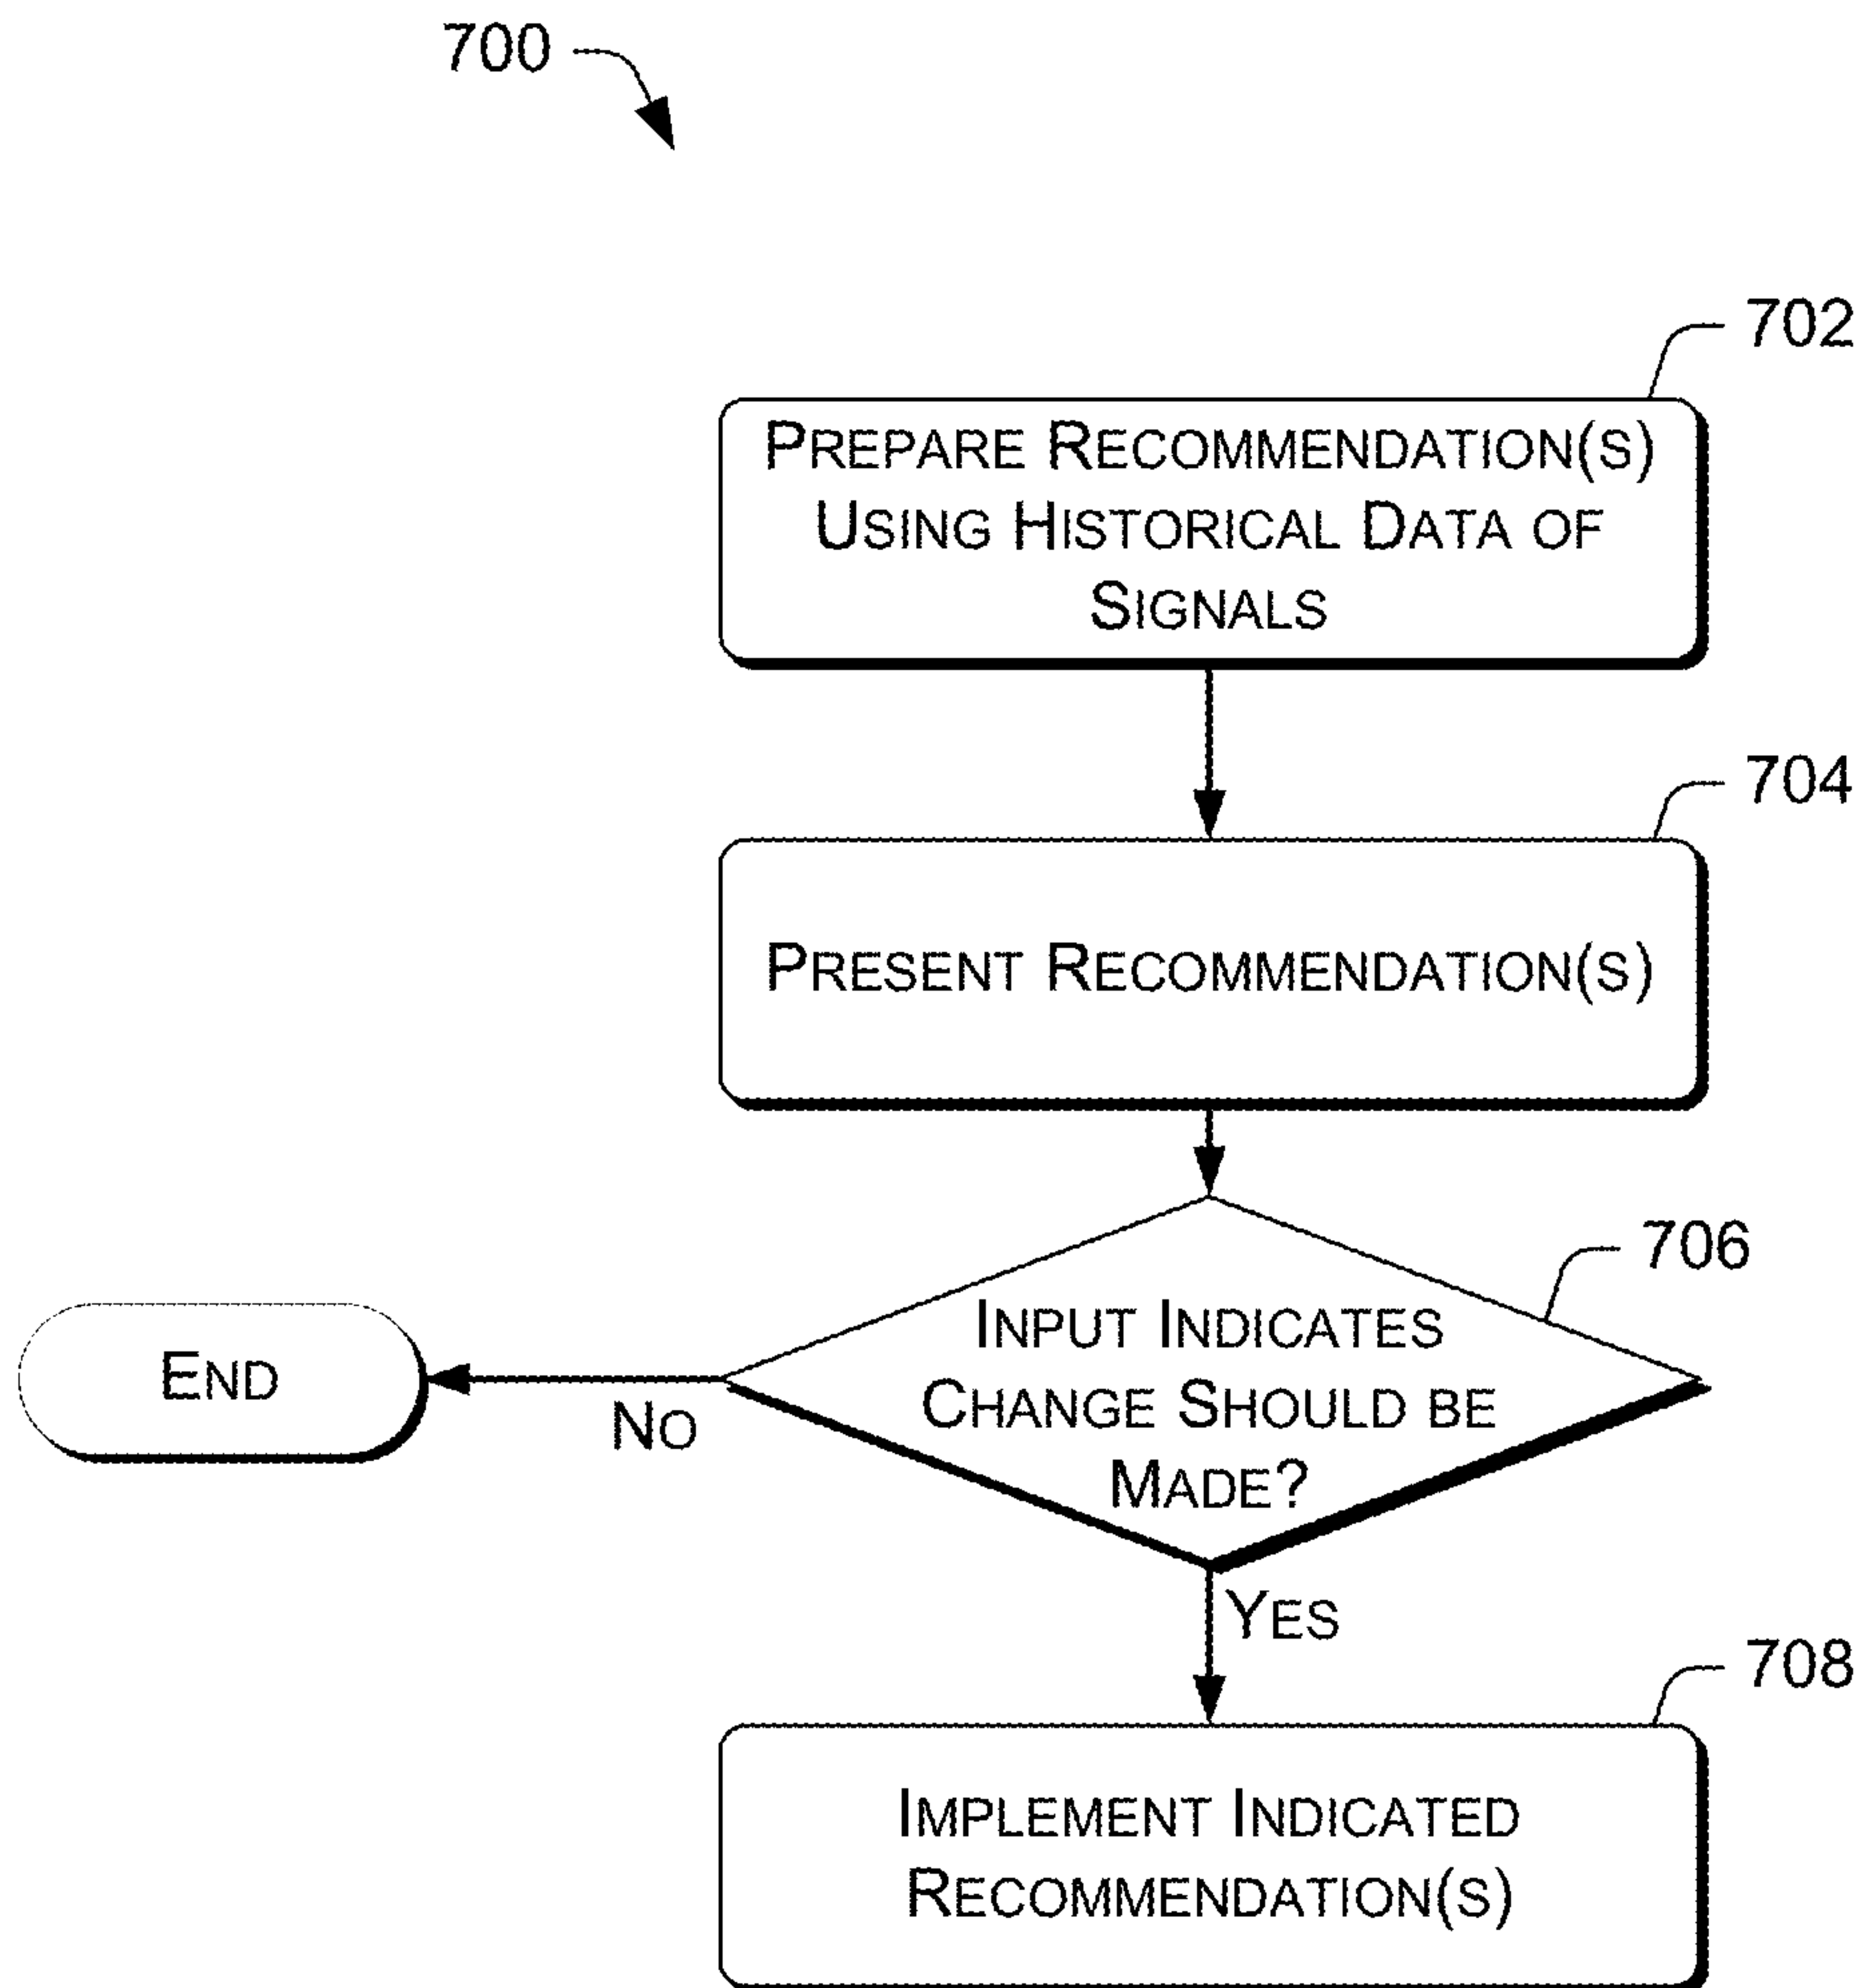 700
702
PREPARE RECOMMENDATION(S)
USING HISTORICAL DATA OF
SIGNALS
704
PRESENT RECOMMENDATION(S)
706
INPUT INDICATES
CHANGE SHOULD BE
MADE?
END
NO
YES
708
IMPLEMENT INDICATED
RECOMMENDATION(S)